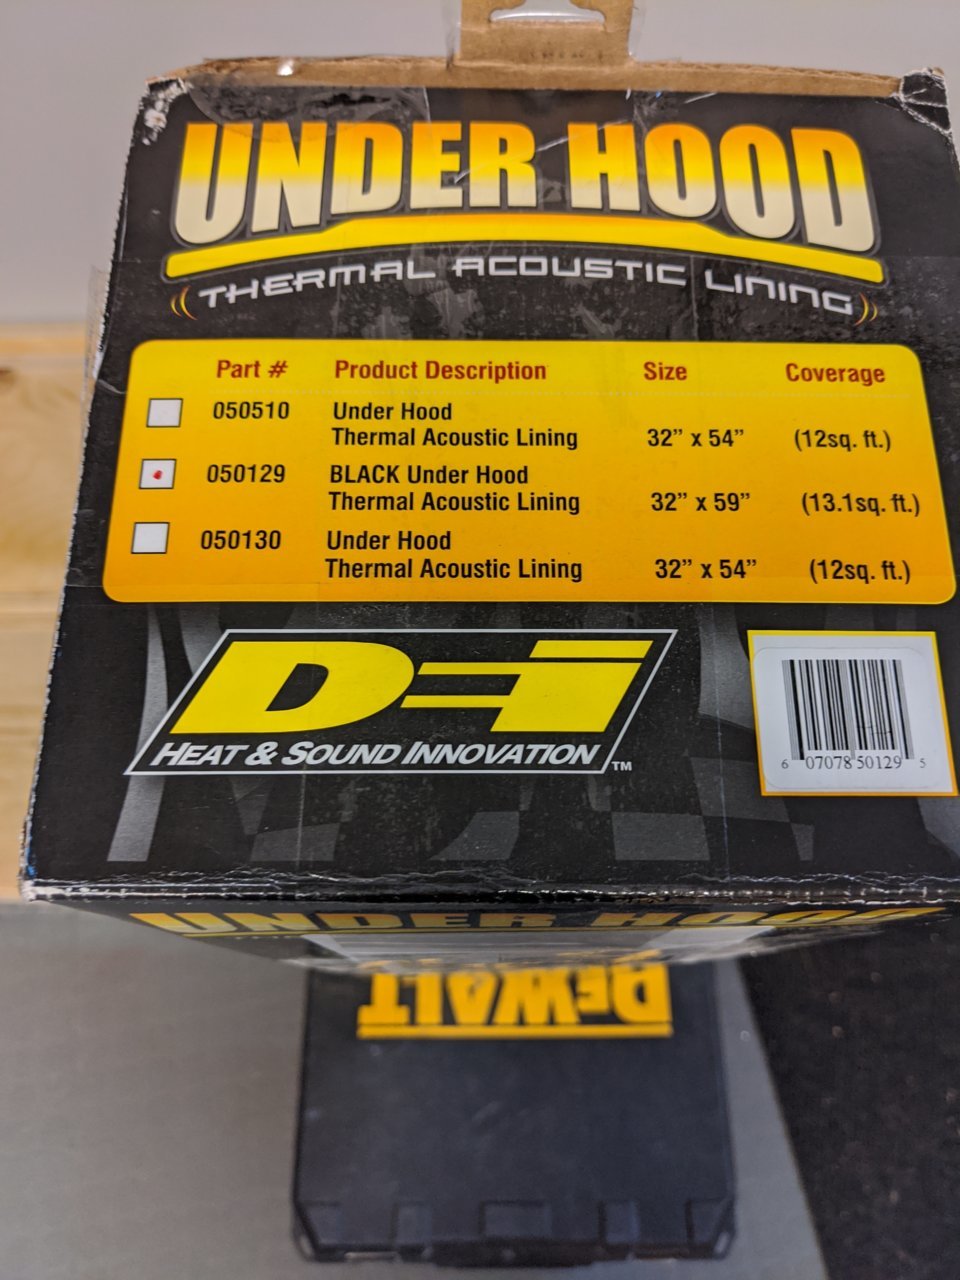 UNDER HOOD
THERMAL ACOUSTIC LINING
Part # Product Description Size Coverage
050510 Under Hood
Thermal Acoustic Lining 32” x 54” (12sq. ft.)
050129 BLACK Under Hood
Thermal Acoustic Lining 32” x 59” (13.1sq. ft.)
050130 Under Hood
Thermal Acoustic Lining 32” x 54” (12sq. ft.)
DEi
HEAT & SOUND INNOVATION TM
6 07078 50129 5
UNDER HOOD
DEWALT